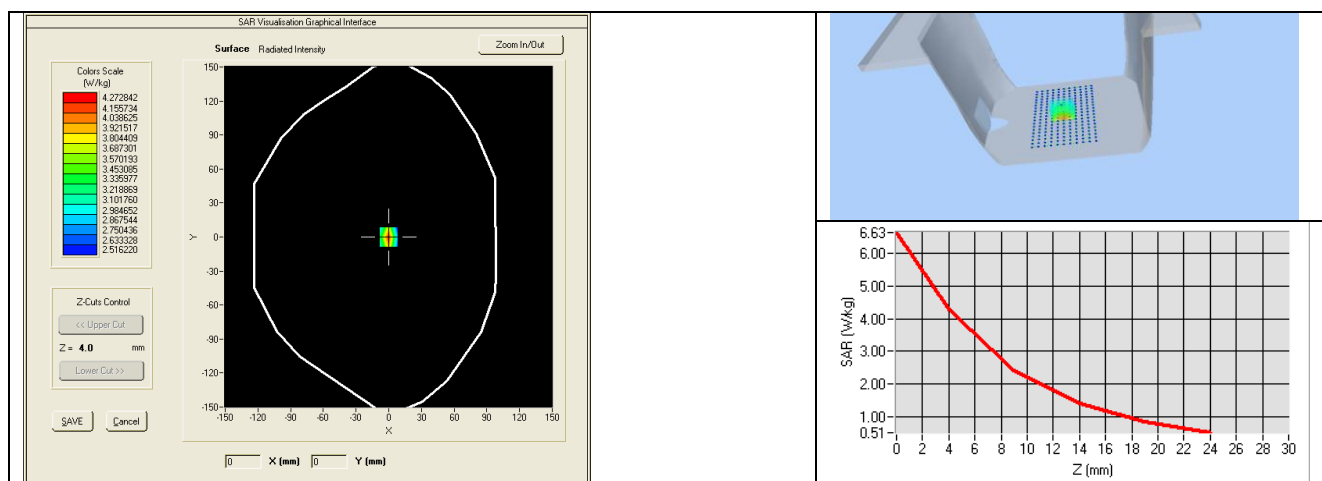 SAR Visualisation Graphical Interface
Surface Radiated Intensity
Zoom In/Out
Colors Scale
(W/kg)
4.272842
4.155734
4.038625
3.921517
3.804409
3.687301
3.570193
3.453085
3.335977
3.218869
3.101760
2.984652
2.867544
2.750436
2.633328
2.516220
150
120
90
60
30
0
-30
-60
-90
-120
-150
Y
-150 -120 -90 -60 -30 0 30 60 90 120 150
X
Z-Cuts Control
<< Upper Cut
Z = 4.0 mm
Lower Cut >>
SAVE Cancel
0 X (mm) 0 Y (mm)
6.63
6.00
5.00
4.00
3.00
2.00
1.00
0.51
SAR (W/kg)
0 2 4 6 8 10 12 14 16 18 20 22 24 26 28 30
Z (mm)